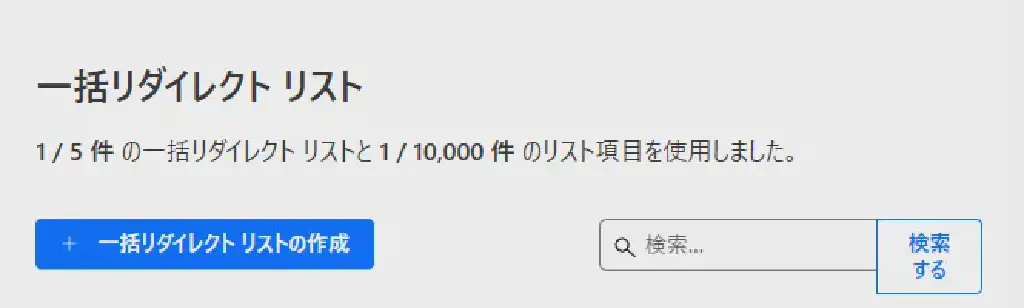 一括リダイレクト リスト
1 / 5 件 の一括リダイレクト リストと 1 / 10,000 件 のリスト項目を使用しました。
+ 一括リダイレクト リストの作成
検索...
検索
する